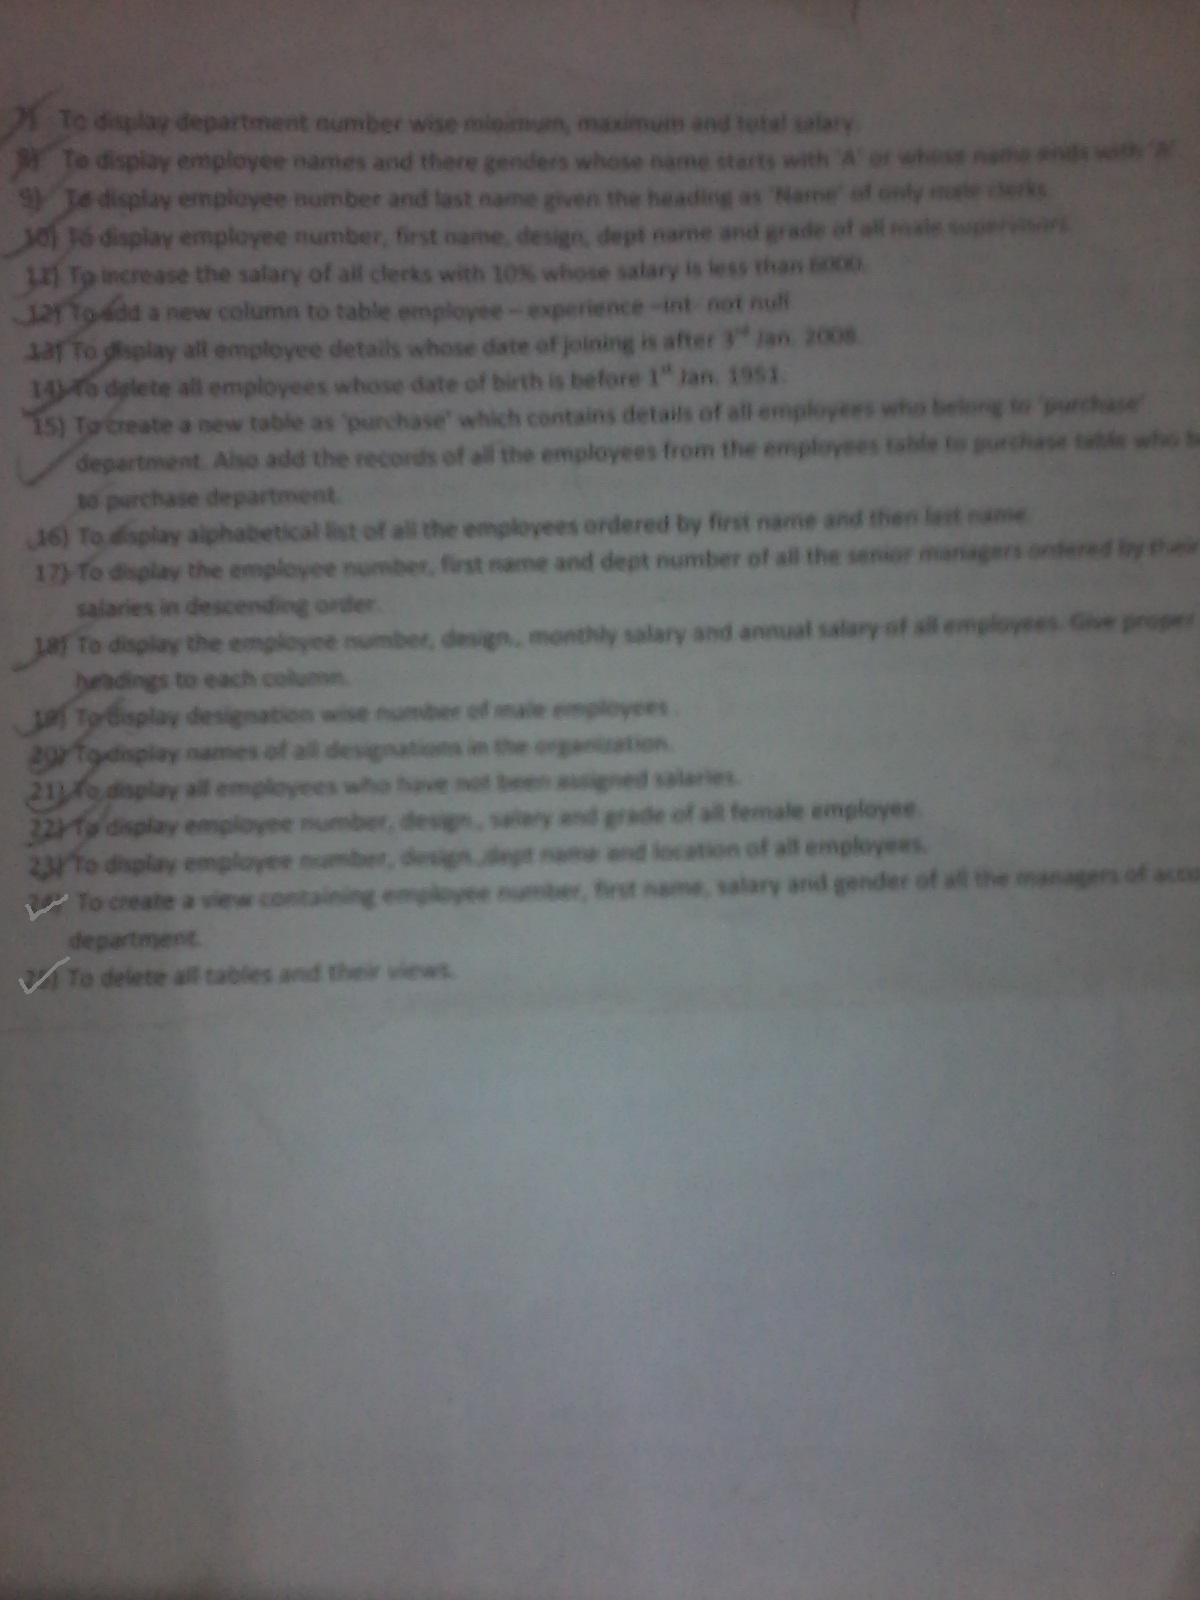 7) To display department number wise minimum, maximum and total salary.
8) To display employee names and there genders whose name starts with 'A' or whose name ends with 'A'
9) To display employee number and last name given the heading as 'Name' of only male clerks.
10) To display employee number, first name, design, dept name and grade of all male supervisors.
11) To increase the salary of all clerks with 10% whose salary is less than 6000.
12) To add a new column to table employee – experience –int- not null
13) To display all employee details whose date of joining is after 3rd Jan. 2008.
14) To delete all employees whose date of birth is before 1st Jan. 1951.
15) To create a new table as 'purchase' which contains details of all employees who belong to 'purchase'
department. Also add the records of all the employees from the employees table to purchase table who
to purchase department.
16) To display alphabetical list of all the employees ordered by first name and then last name.
17) To display the employee number, first name and dept number of all the senior managers ordered by their
salaries in descending order.
18) To display the employee number, design., monthly salary and annual salary of all employees. Give proper
headings to each column.
19) To display designation wise number of male employees.
20) To display names of all designations in the organization.
21) To display all employees who have not been assigned salaries.
22) To display employee number, design., salary and grade of all female employee.
23) To display employee number, design.,dept name and location of all employees.
24) To create a view containing employee number, first name, salary and gender of all the managers of acco
department.
25) To delete all tables and their views.